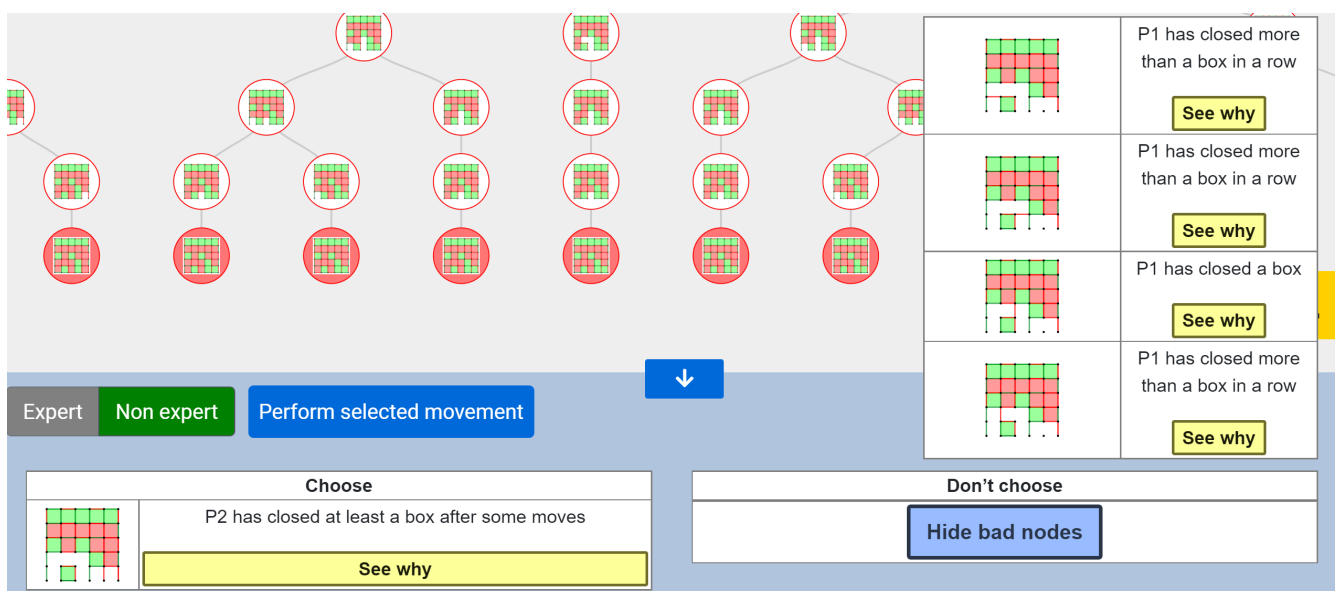 P1 has closed more
than a box in a row
See why
P1 has closed more
than a box in a row
See why
P1 has closed a box
See why
P1 has closed more
than a box in a row
See why
Expert
Non expert
Perform selected movement
Choose
P2 has closed at least a box after some moves
See why
Don’t choose
Hide bad nodes